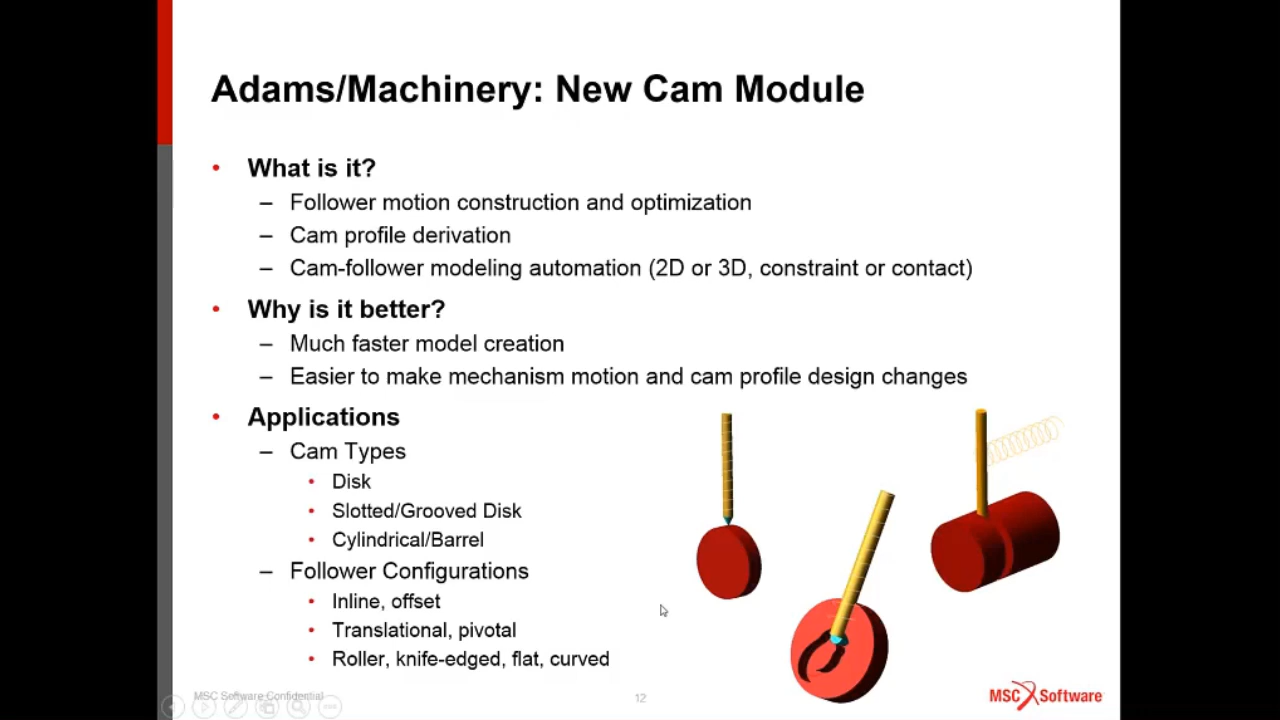 Adams/Machinery: New Cam Module
• What is it?
– Follower motion construction and optimization
– Cam profile derivation
– Cam-follower modeling automation (2D or 3D, constraint or contact)
• Why is it better?
– Much faster model creation
– Easier to make mechanism motion and cam profile design changes
• Applications
– Cam Types
• Disk
• Slotted/Grooved Disk
• Cylindrical/Barrel
– Follower Configurations
• Inline, offset
• Translational, pivotal
• Roller, knife-edged, flat, curved
MSC Software Confidential
12
MSC Software